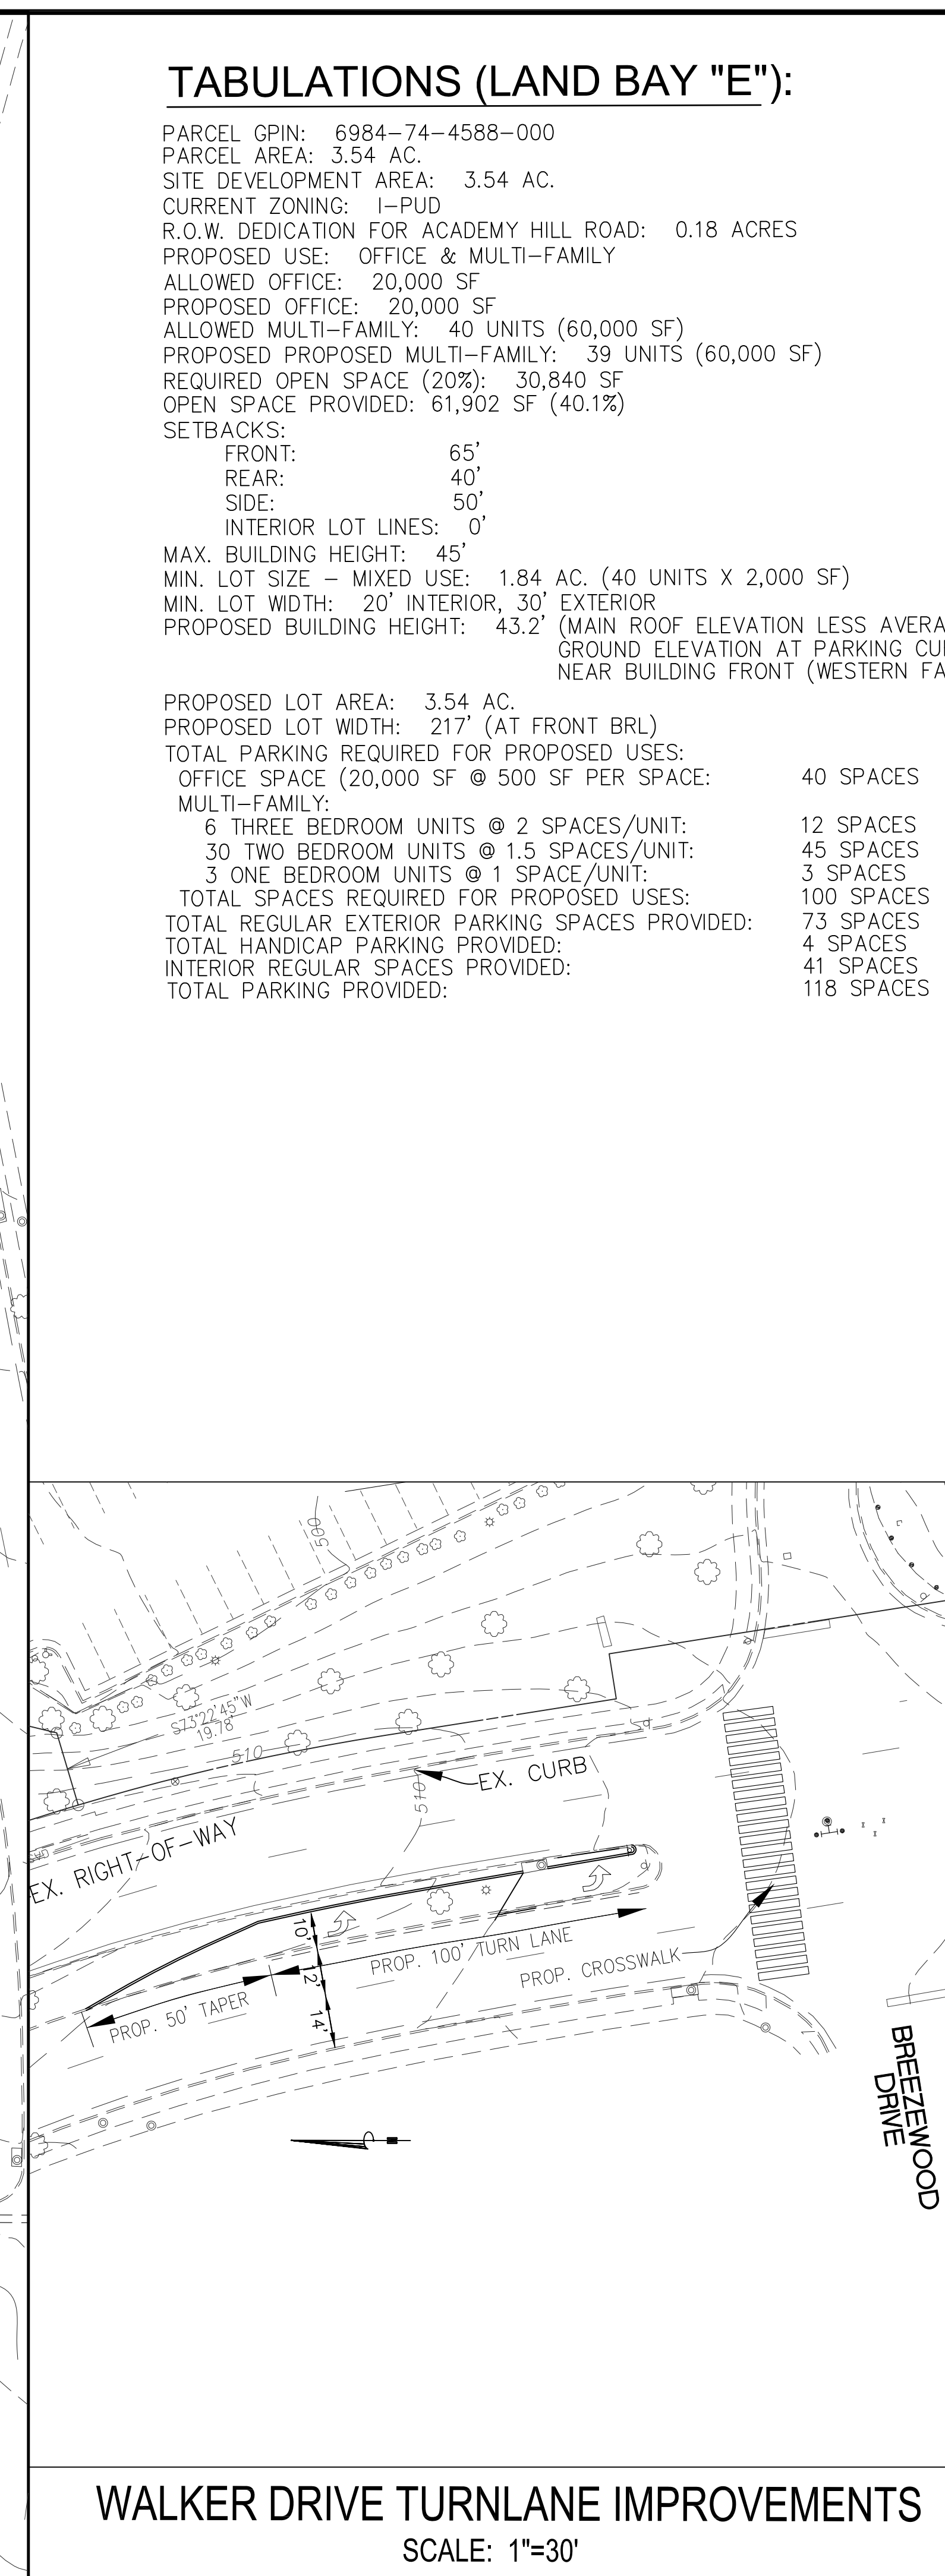 TABULATIONS (LAND BAY "E"):
PARCEL GPIN: 6984-74-4588-000
PARCEL AREA: 3.54 AC.
SITE DEVELOPMENT AREA: 3.54 AC.
CURRENT ZONING: I-PUD
R.O.W. DEDICATION FOR ACADEMY HILL ROAD: 0.18 ACRES
PROPOSED USE: OFFICE & MULTI-FAMILY
ALLOWED OFFICE: 20,000 SF
PROPOSED OFFICE: 20,000 SF
ALLOWED MULTI-FAMILY: 40 UNITS (60,000 SF)
PROPOSED PROPOSED MULTI-FAMILY: 39 UNITS (60,000 SF)
REQUIRED OPEN SPACE (20%): 30,840 SF
OPEN SPACE PROVIDED: 61,902 SF (40.1%)
SETBACKS:
FRONT: 65'
REAR: 40'
SIDE: 50'
INTERIOR LOT LINES: 0'
MAX. BUILDING HEIGHT: 45'
MIN. LOT SIZE - MIXED USE: 1.84 AC. (40 UNITS X 2,000 SF)
MIN. LOT WIDTH: 20' INTERIOR, 30' EXTERIOR
PROPOSED BUILDING HEIGHT: 43.2' (MAIN ROOF ELEVATION LESS
GROUND ELEVATION AT PARKING
NEAR BUILDING FRONT (WESTERN
PROPOSED LOT AREA: 3.54 AC.
PROPOSED LOT WIDTH: 217' (AT FRONT BRL)
TOTAL PARKING REQUIRED FOR PROPOSED USES:
OFFICE SPACE (20,000 SF @ 500 SF PER SPACE: 40 SPACES
MULTI-FAMILY:
6 THREE BEDROOM UNITS @ 2 SPACES/UNIT: 12 SPACES
30 TWO BEDROOM UNITS @ 1.5 SPACES/UNIT: 45 SPACES
3 ONE BEDROOM UNITS @ 1 SPACE/UNIT: 3 SPACES
TOTAL SPACES REQUIRED FOR PROPOSED USES: 100 SPACES
TOTAL REGULAR EXTERIOR PARKING SPACES PROVIDED: 73 SPACES
TOTAL HANDICAP PARKING PROVIDED: 4 SPACES
INTERIOR REGULAR SPACES PROVIDED: 41 SPACES
TOTAL PARKING PROVIDED: 118 SPACES
500
S73°22'45"W
19.78'
510
EX. CURB
510
EX. RIGHT-OF-WAY
10'
12'
14'
PROP. 100' TURN LANE
PROP. CROSSWALK
PROP. 50' TAPER
BREEZEWOOD
DRIVE
WALKER DRIVE TURNLANE IMPROVEMENTS
SCALE: 1"=30'